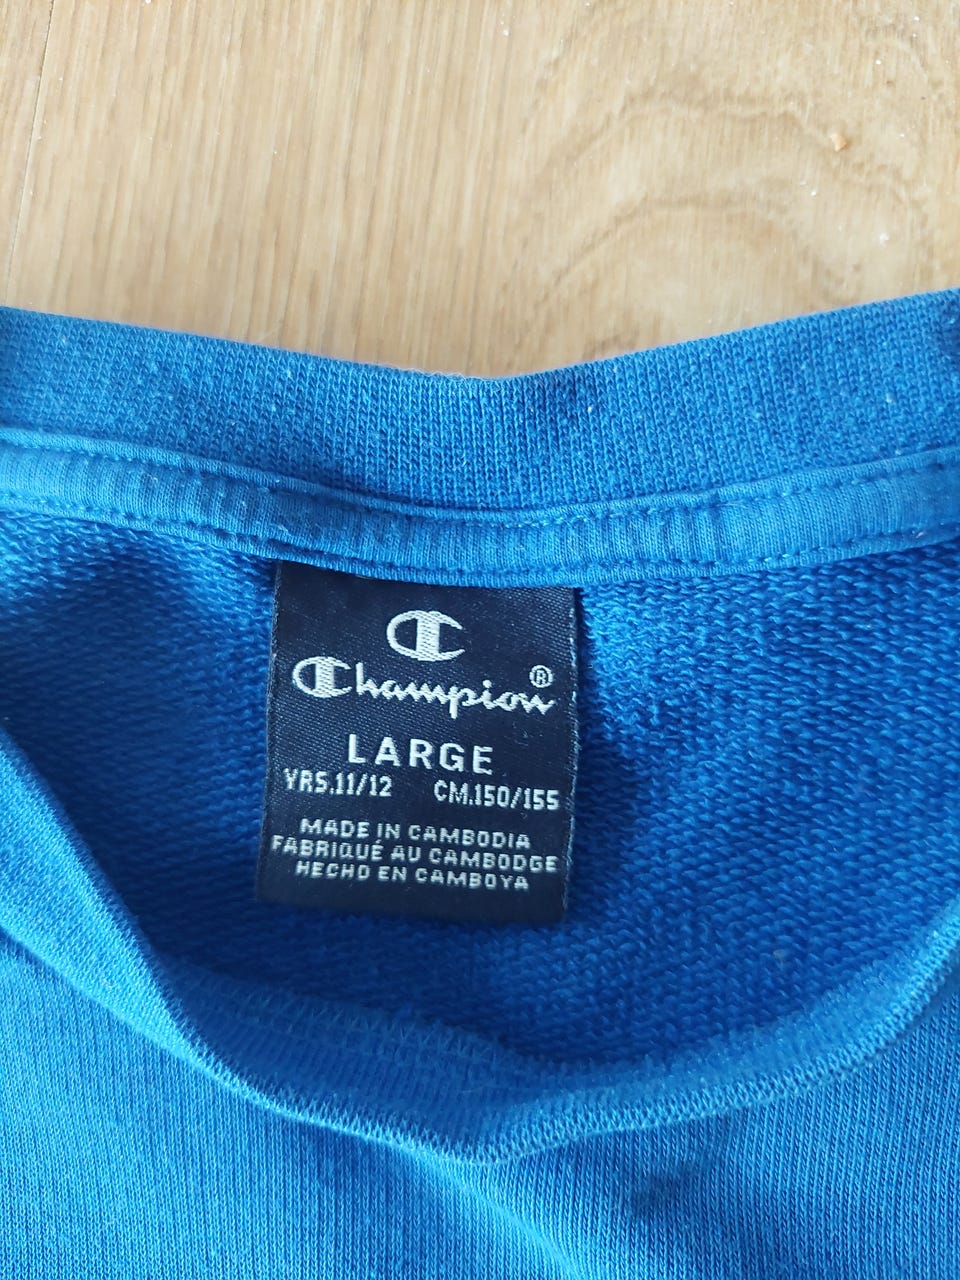 Champion®
LARGE
YRS.11/12 CM.150/155
MADE IN CAMBODIA
FABRIQUÉ AU CAMBODGE
HECHO EN CAMBOYA